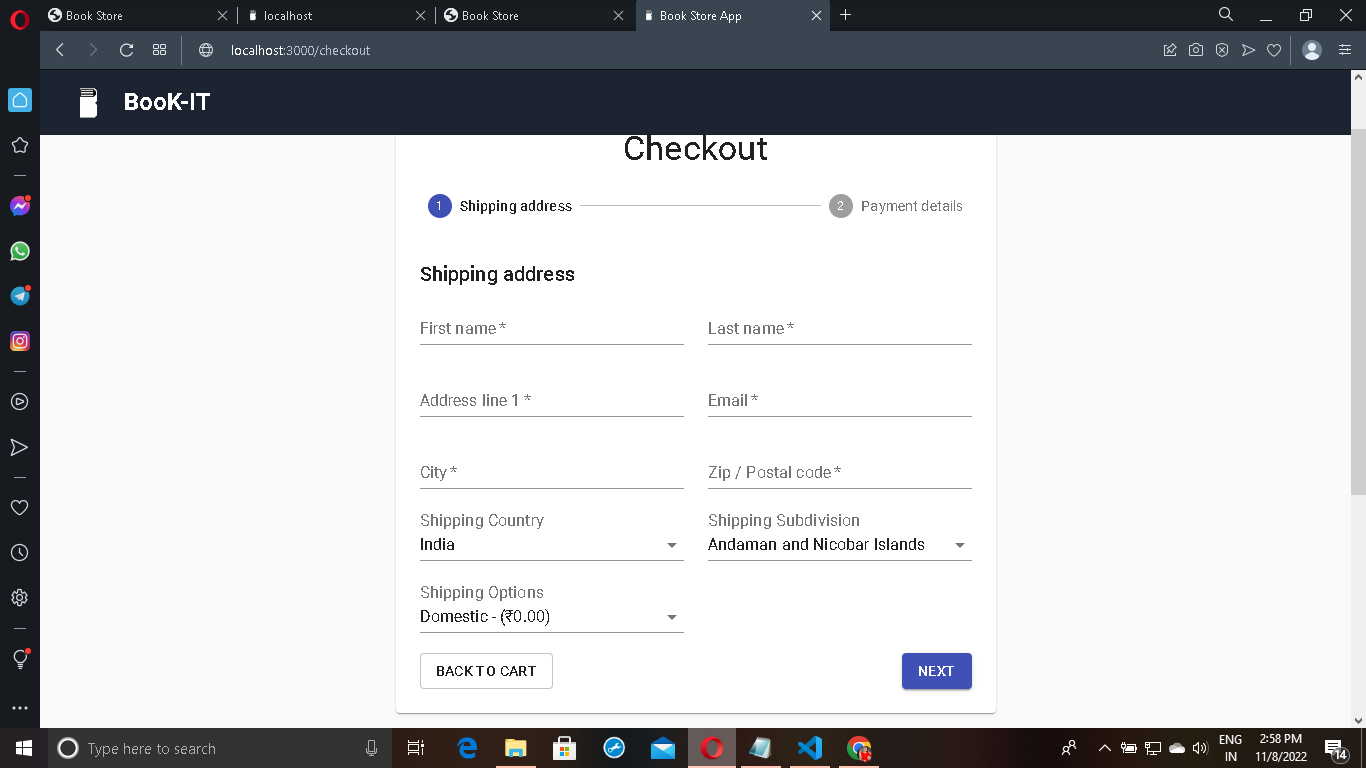 Book Store
localhost
Book Store
Book Store App
localhost:3000/checkout
BooK-IT
Checkout
1 Shipping address
2 Payment details
Shipping address
First name *
Last name *
Address line 1 *
Email *
City *
Zip / Postal code *
Shipping Country
Shipping Subdivision
India
Andaman and Nicobar Islands
Shipping Options
Domestic - (₹0.00)
BACK TO CART
NEXT
Type here to search
ENG
IN
2:58 PM
11/8/2022
14